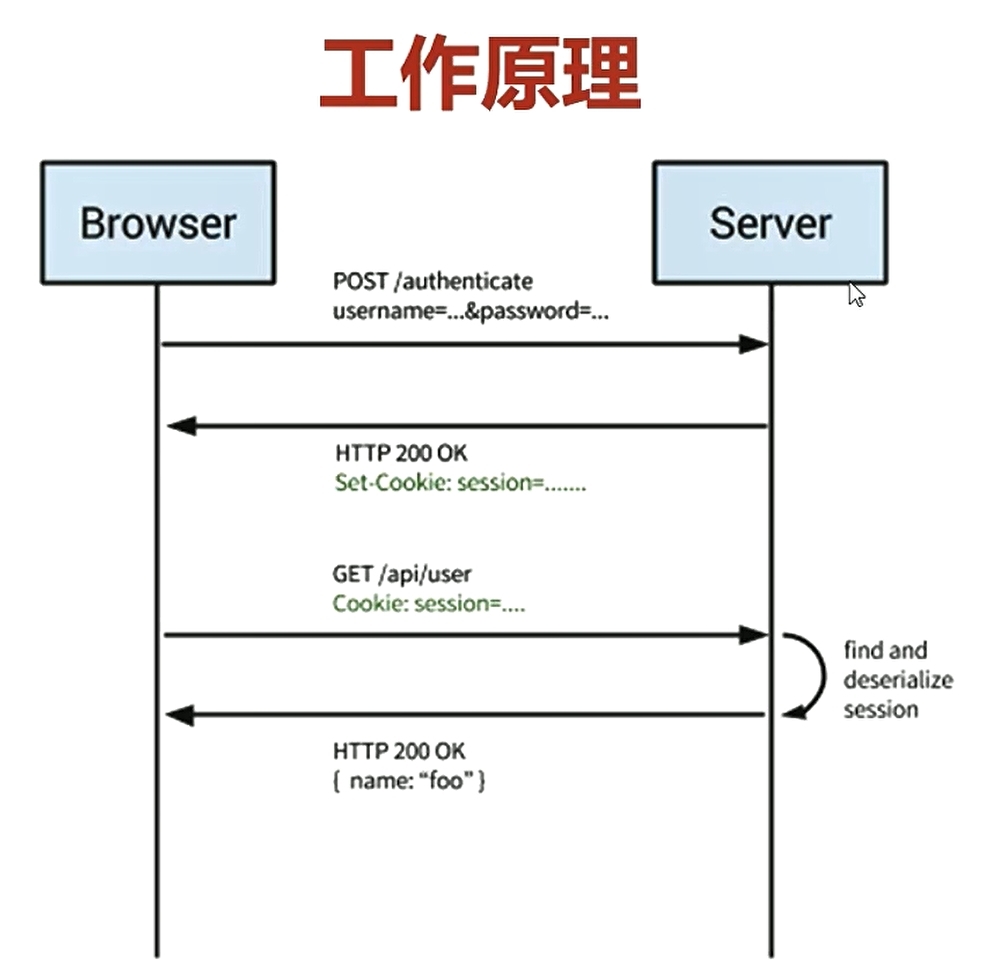 工作原理
Browser
Server
POST /authenticate
username=...&password=...
HTTP 200 OK
Set-Cookie: session=.......
GET /api/user
Cookie: session=....
find and
deserialize
session
HTTP 200 OK
{ name: “foo” }